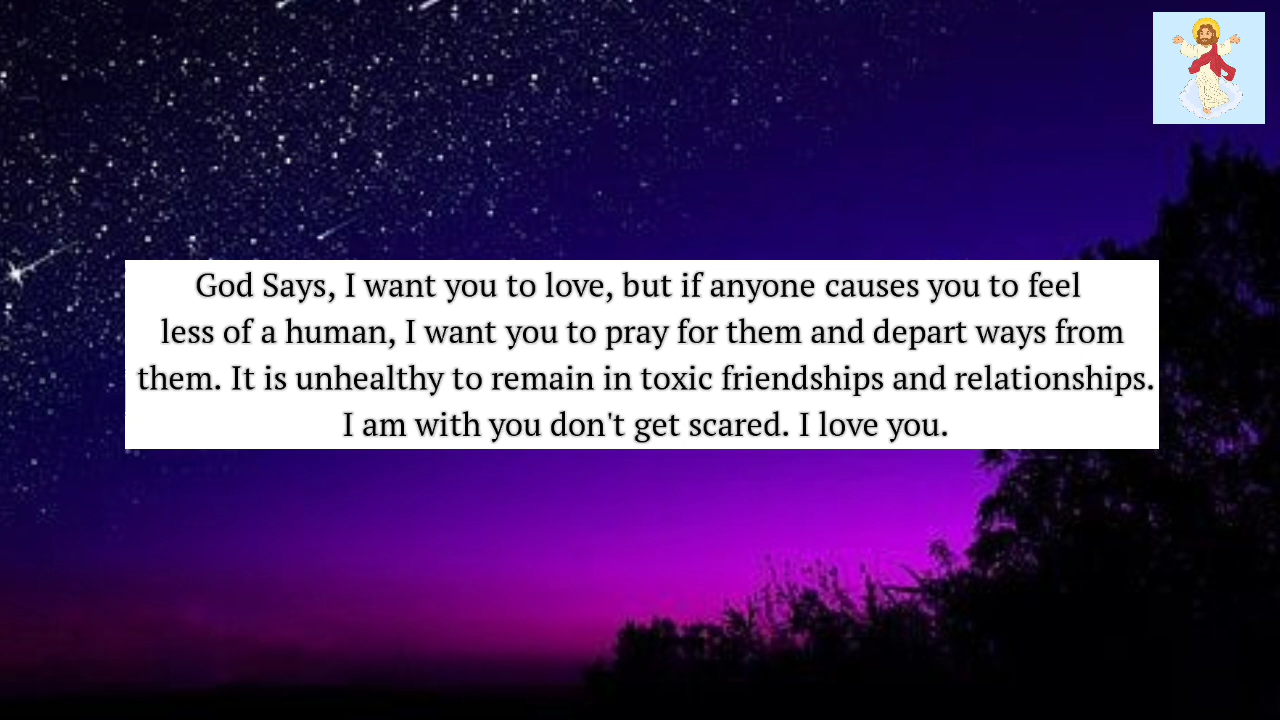 God Says, I want you to love, but if anyone causes you to feel
less of a human, I want you to pray for them and depart ways from
them. It is unhealthy to remain in toxic friendships and relationships.
I am with you don't get scared. I love you.